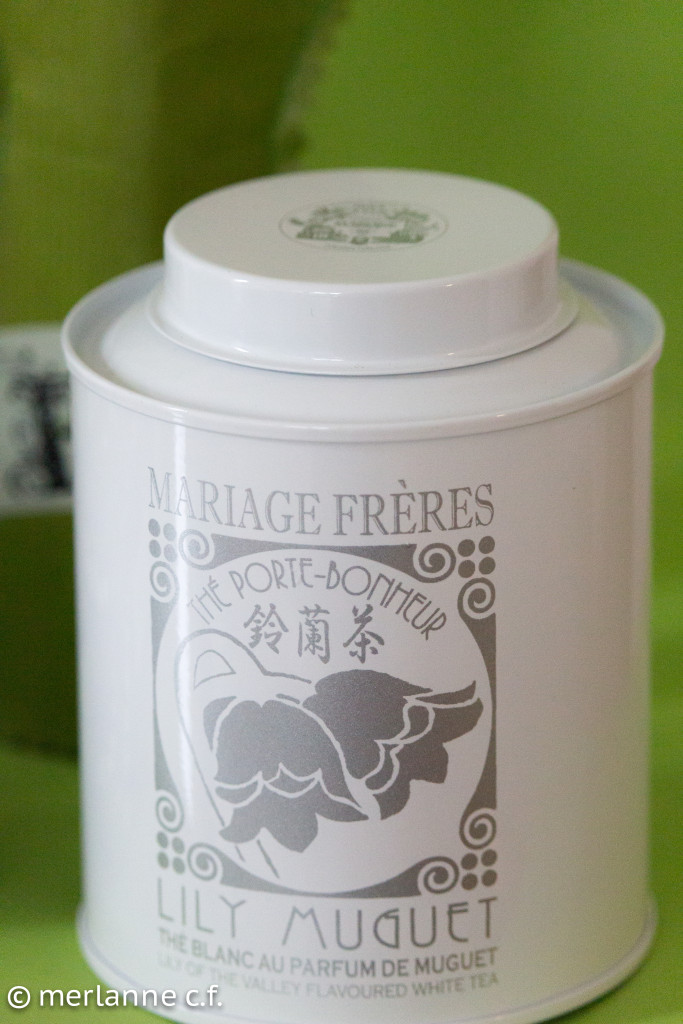 MARIAGE FRÈRES
THÉ PORTE-BONHEUR
鈴蘭茶
LILY MUGUET
THÉ BLANC AU PARFUM DE MUGUET
LILY OF THE VALLEY FLAVOURED WHITE TEA
© merlanne c.f.